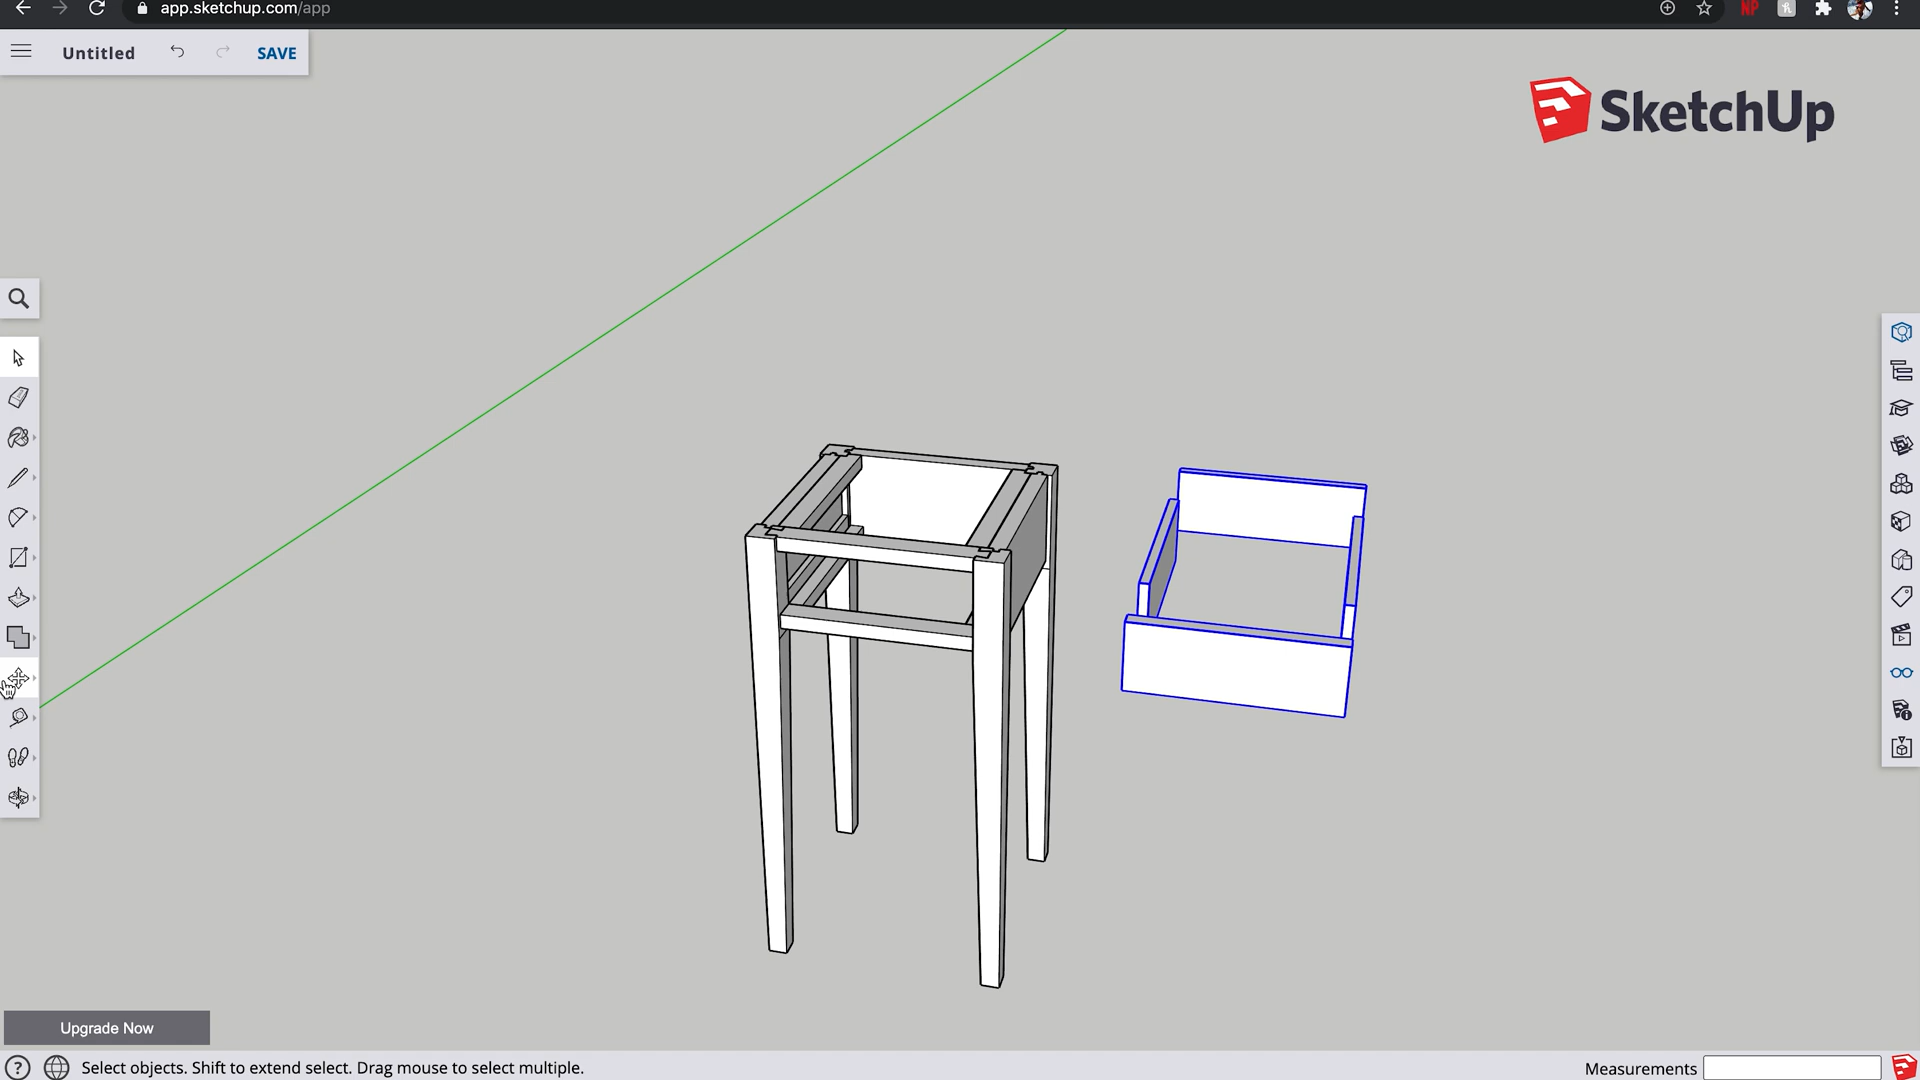 app.sketchup.com/app
NP
Untitled
SAVE
SketchUp
Upgrade Now
? Select objects. Shift to extend select. Drag mouse to select multiple.
Measurements